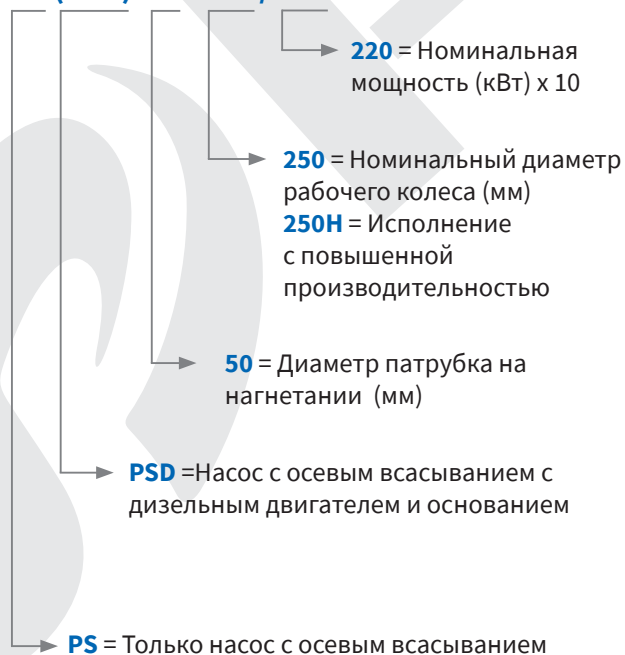 220 = Номинальная
мощность (кВт) x 10
250 = Номинальный диаметр
рабочего колеса (мм)
250H = Исполнение
с повышенной
производительностью
50 = Диаметр патрубка на
нагнетании (мм)
PSD =Насос с осевым всасыванием с
дизельным двигателем и основанием
PS = Только насос с осевым всасыванием